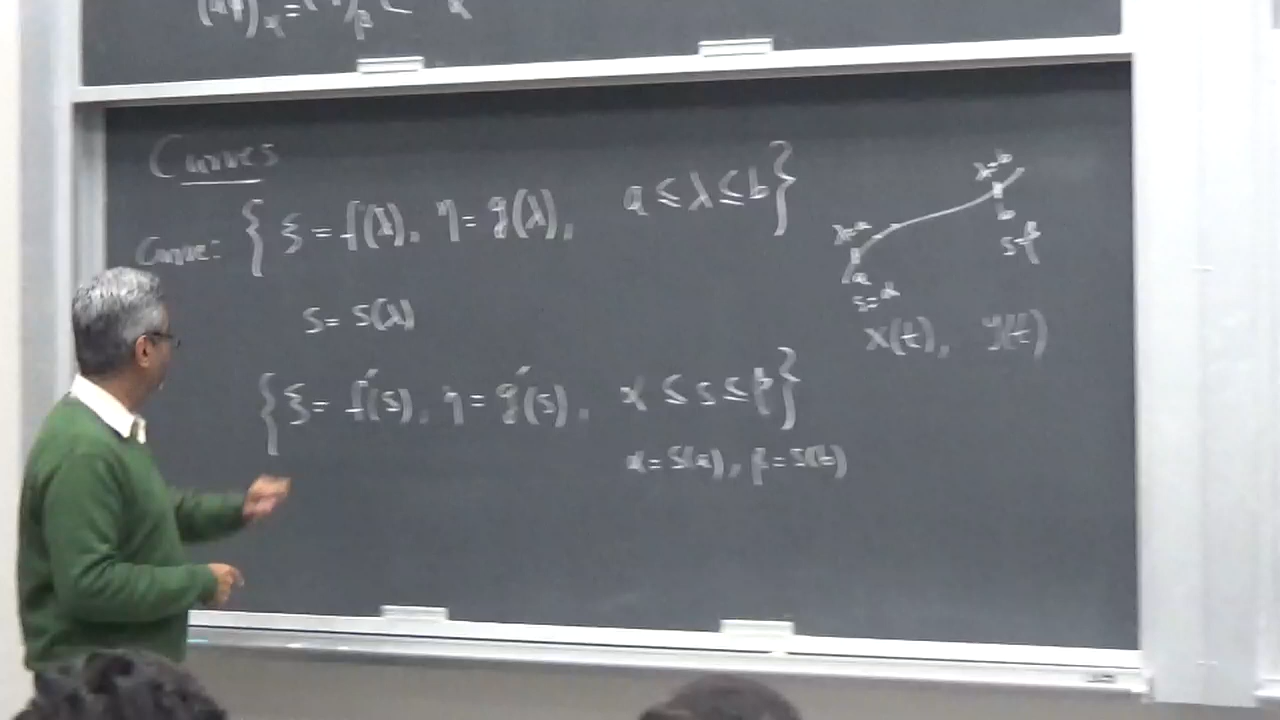 Curves
Curve: { ξ = f(λ), η = g(λ), a ≤ λ ≤ b }
s = s(λ)
{ ξ = f′(s), η = g′(s), α ≤ s ≤ β }
α = s(a), β = s(b)
λ=b
b
s=β
λ=a
a
s=α
x(t), y(t)